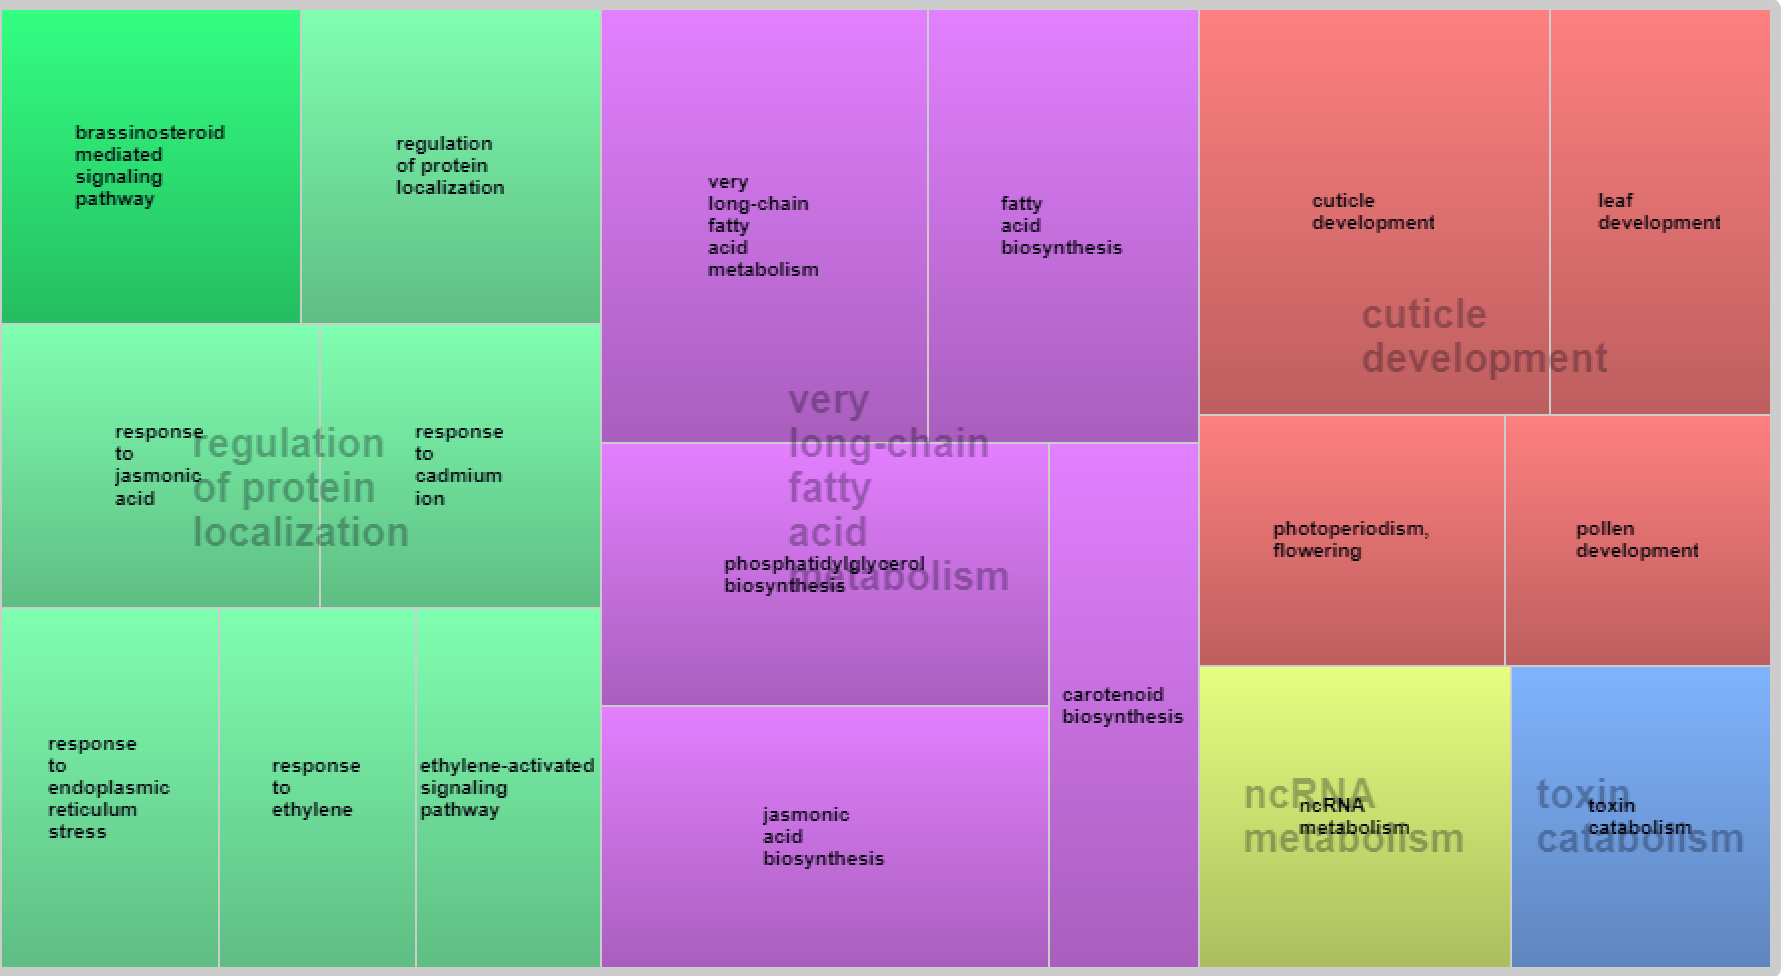 brassinosteroid
mediated
signaling
pathway
regulation
of protein
localization
response
to
jasmonic
acid
response
to
cadmium
ion
regulation
of protein
localization
response
to
endoplasmic
reticulum
stress
response
to
ethylene
ethylene-activated
signaling
pathway
very
long-chain
fatty
acid
metabolism
fatty
acid
biosynthesis
very
long-chain
fatty
acid
metabolism
phosphatidylglycerol
biosynthesis
jasmonic
acid
biosynthesis
carotenoid
biosynthesis
cuticle
development
leaf
development
cuticle
development
photoperiodism,
flowering
pollen
development
ncRNA
metabolism
ncRNA
metabolism
toxin
catabolism
toxin
catabolism